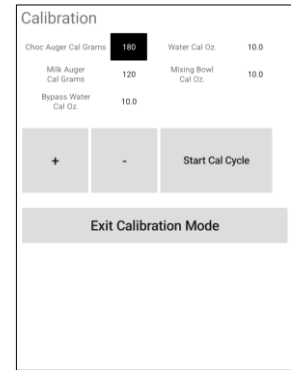 Calibration
Choc Auger Cal Grams 180 Water Cal Oz. 10.0
Milk Auger
Cal Grams 120 Mixing Bowl
Cal Oz. 10.0
Bypass Water
Cal Oz. 10.0
+ - Start Cal Cycle
Exit Calibration Mode